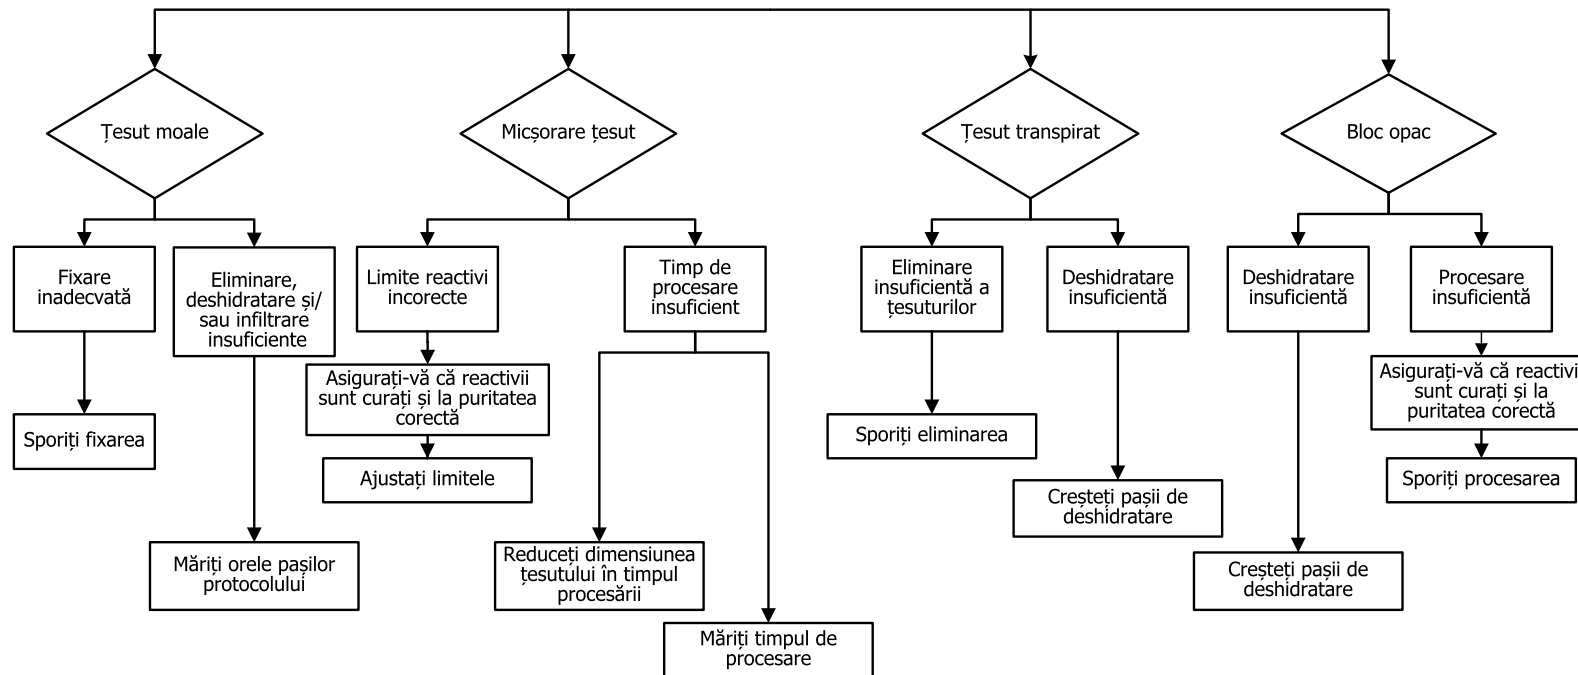 Țesut moale
Micșorare țesut
Țesut transpirat
Bloc opac
Fixare
inadecvată
Eliminare,
deshidratare și/
sau infiltrare
insuficiente
Limite reactivi
incorecte
Timp de
procesare
insuficient
Eliminare
insuficientă a
țesuturilor
Deshidratare
insuficientă
Deshidratare
insuficientă
Procesare
insuficientă
Asigurați-vă că reactivii
sunt curați și la puritatea
corectă
Asigurați-vă că reactivi
sunt curați și la
puritatea corectă
Sporiți fixarea
Sporiți eliminarea
Ajustați limitele
Sporiți procesarea
Creșteți pașii de
deshidratare
Măriți orele pașilor
protocolului
Reduceți dimensiunea
țesutului în timpul
procesării
Creșteți pașii de
deshidratare
Măriți timpul de
procesare